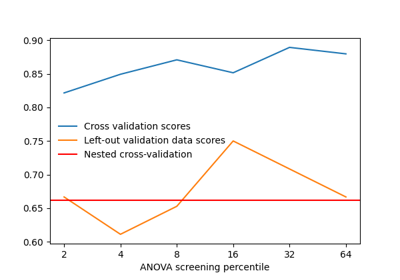 0.90
0.85
0.80
0.75
0.70
0.65
0.60
Cross validation scores
Left-out validation data scores
Nested cross-validation
2 4 8 16 32 64
ANOVA screening percentile